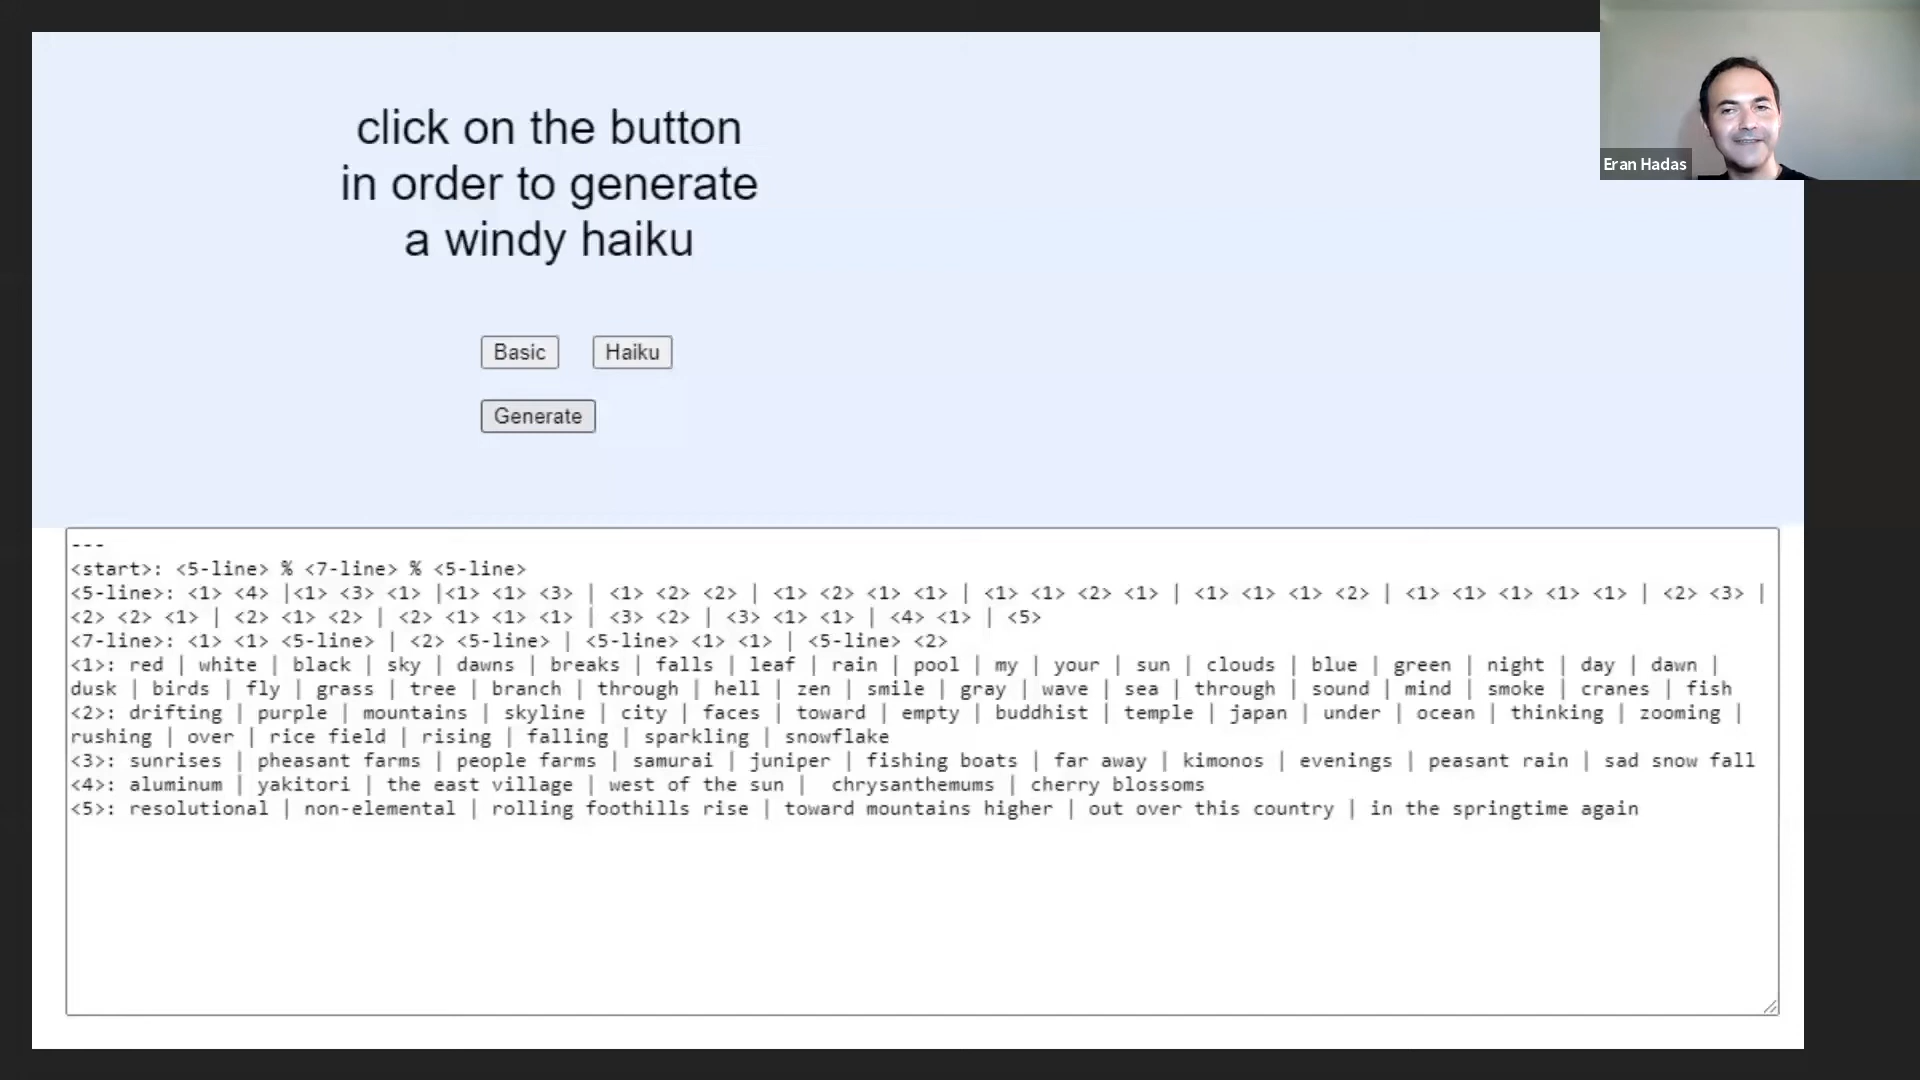 click on the button
in order to generate
a windy haiku
Eran Hadas
Basic Haiku
Generate
---
<start>: <5-line> % <7-line> % <5-line>
<5-line>: <1> <4> |<1> <3> <1> |<1> <1> <3> | <1> <2> <2> | <1> <2> <1> <1> | <1> <1> <2> <1> | <1> <1> <1> <2> | <1> <1> <1> <1> <1> | <2> <3> |
<2> <2> <1> | <2> <1> <2> | <2> <1> <1> <1> | <3> <2> | <3> <1> <1> | <4> <1> | <5>
<7-line>: <1> <1> <5-line> | <2> <5-line> | <5-line> <1> <1> | <5-line> <2>
<1>: red | white | black | sky | dawns | breaks | falls | leaf | rain | pool | my | your | sun | clouds | blue | green | night | day | dawn |
dusk | birds | fly | grass | tree | branch | through | hell | zen | smile | gray | wave | sea | through | sound | mind | smoke | cranes | fish
<2>: drifting | purple | mountains | skyline | city | faces | toward | empty | buddhist | temple | japan | under | ocean | thinking | zooming |
rushing | over | rice field | rising | falling | sparkling | snowflake
<3>: sunrises | pheasant farms | people farms | samurai | juniper | fishing boats | far away | kimonos | evenings | peasant rain | sad snow fall
<4>: aluminum | yakitori | the east village | west of the sun |  chrysanthemums | cherry blossoms
<5>: resolutional | non-elemental | rolling foothills rise | toward mountains higher | out over this country | in the springtime again